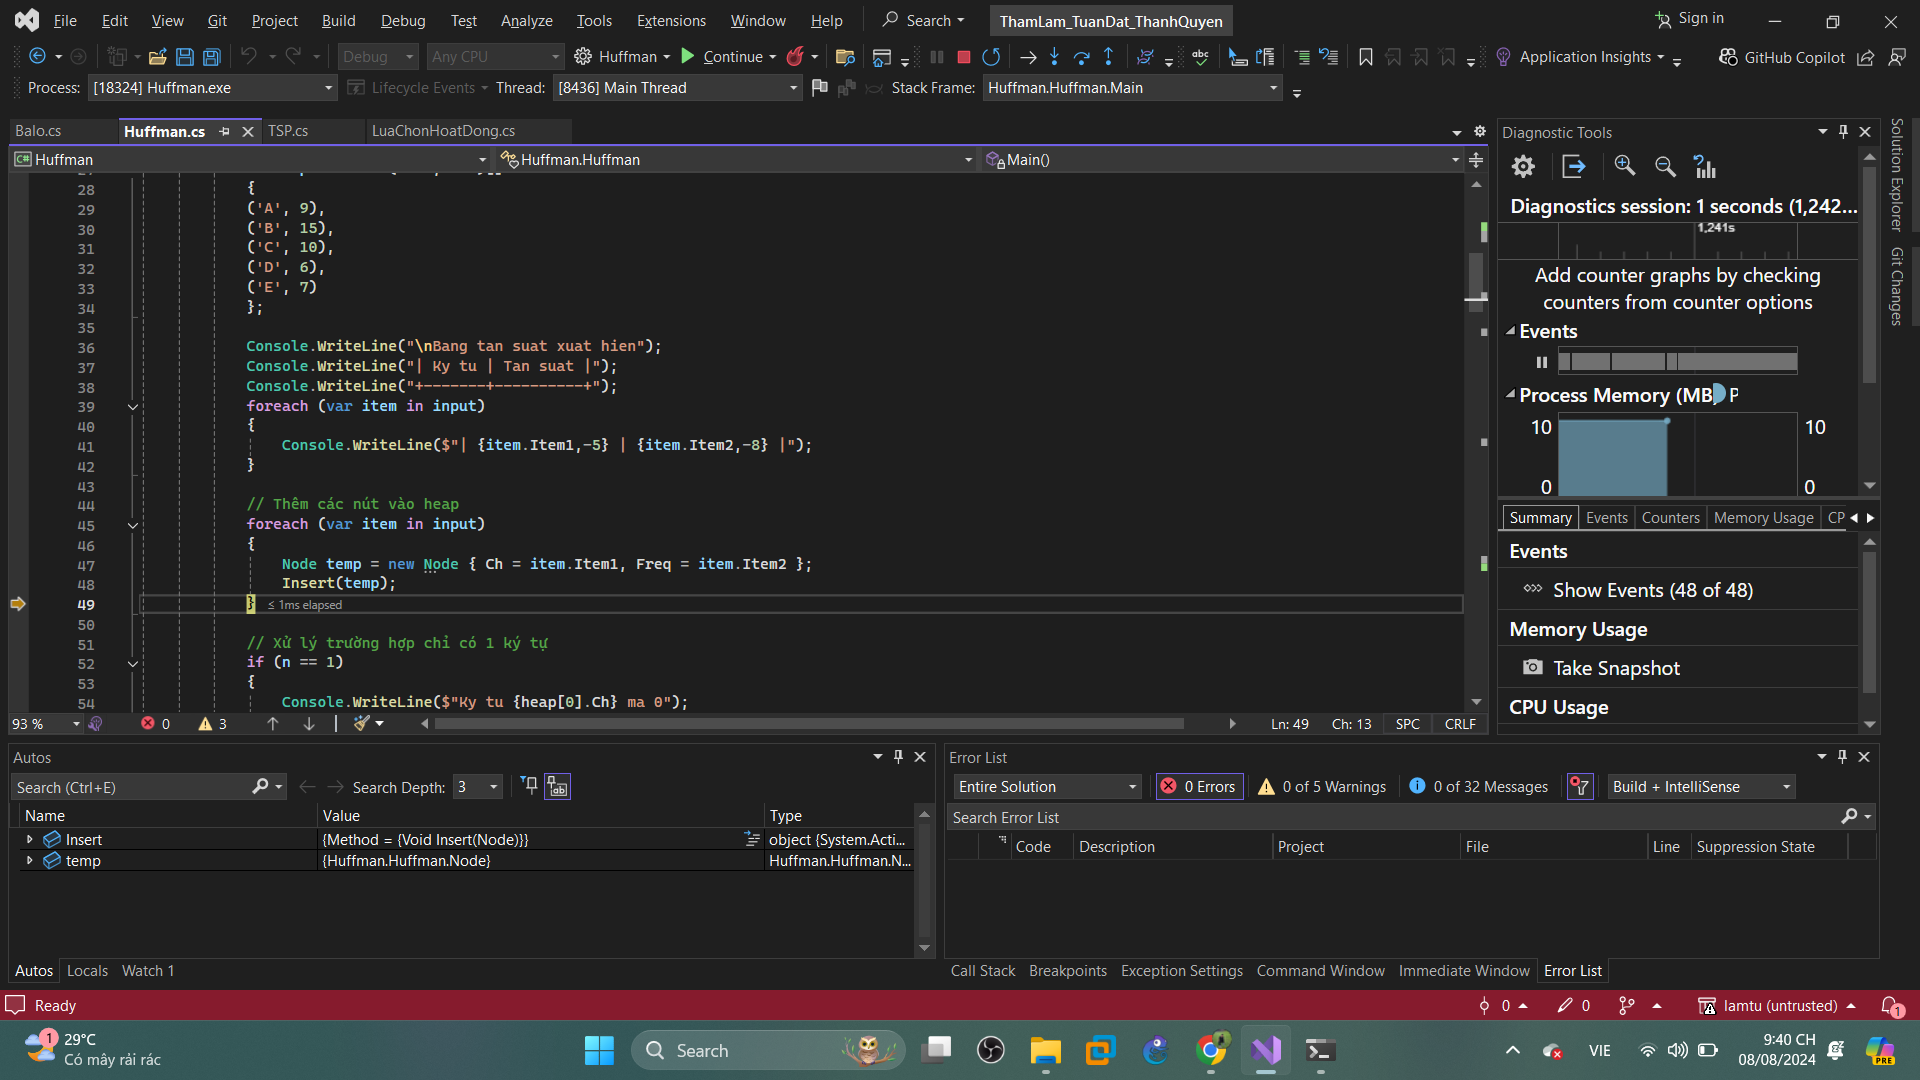 File Edit View Git Project Build Debug Test Analyze Tools Extensions Window Help Search ThamLam_TuanDat_ThanhQuyen Sign in
Debug Any CPU Huffman Continue Application Insights GitHub Copilot
Process: [18324] Huffman.exe Lifecycle Events Thread: [8436] Main Thread Stack Frame: Huffman.Huffman.Main
Balo.cs Huffman.cs TSP.cs LuaChonHoatDong.cs
Huffman Huffman.Huffman Main()
28 {
29 ('A', 9),
30 ('B', 15),
31 ('C', 10),
32 ('D', 6),
33 ('E', 7)
34 };
35
36 Console.WriteLine("\nBang tan suat xuat hien");
37 Console.WriteLine("| Ky tu | Tan suat |");
38 Console.WriteLine("+-------+----------+");
39 foreach (var item in input)
40 {
41 Console.WriteLine($"| {item.Item1,-5} | {item.Item2,-8} |");
42 }
43
44 // Thêm các nút vào heap
45 foreach (var item in input)
46 {
47 Node temp = new Node { Ch = item.Item1, Freq = item.Item2 };
48 Insert(temp);
49 } ≤ 1ms elapsed
50
51 // Xử lý trường hợp chỉ có 1 ký tự
52 if (n == 1)
53 {
54 Console.WriteLine($"Ky tu {heap[0].Ch} ma 0");
93 % 0 3 Ln: 49 Ch: 13 SPC CRLF
Diagnostic Tools
Diagnostics session: 1 seconds (1,242...
1,241s
Add counter graphs by checking
counters from counter options
Events
Process Memory (MB) P
10 10
0 0
Summary Events Counters Memory Usage CP
Events
Show Events (48 of 48)
Memory Usage
Take Snapshot
CPU Usage
Solution Explorer
Git Changes
Autos
Search (Ctrl+E) Search Depth: 3
Name Value Type
Insert {Method = {Void Insert(Node)}} object {System.Acti...
temp {Huffman.Huffman.Node} Huffman.Huffman.N...
Autos Locals Watch 1
Error List
Entire Solution 0 Errors 0 of 5 Warnings 0 of 32 Messages Build + IntelliSense
Search Error List
Code Description Project File Line Suppression State
Call Stack Breakpoints Exception Settings Command Window Immediate Window Error List
Ready 0 0 lamtu (untrusted) 1
1 29°C
Có mây rải rác
Search
VIE
9:40 CH
08/08/2024
PRE